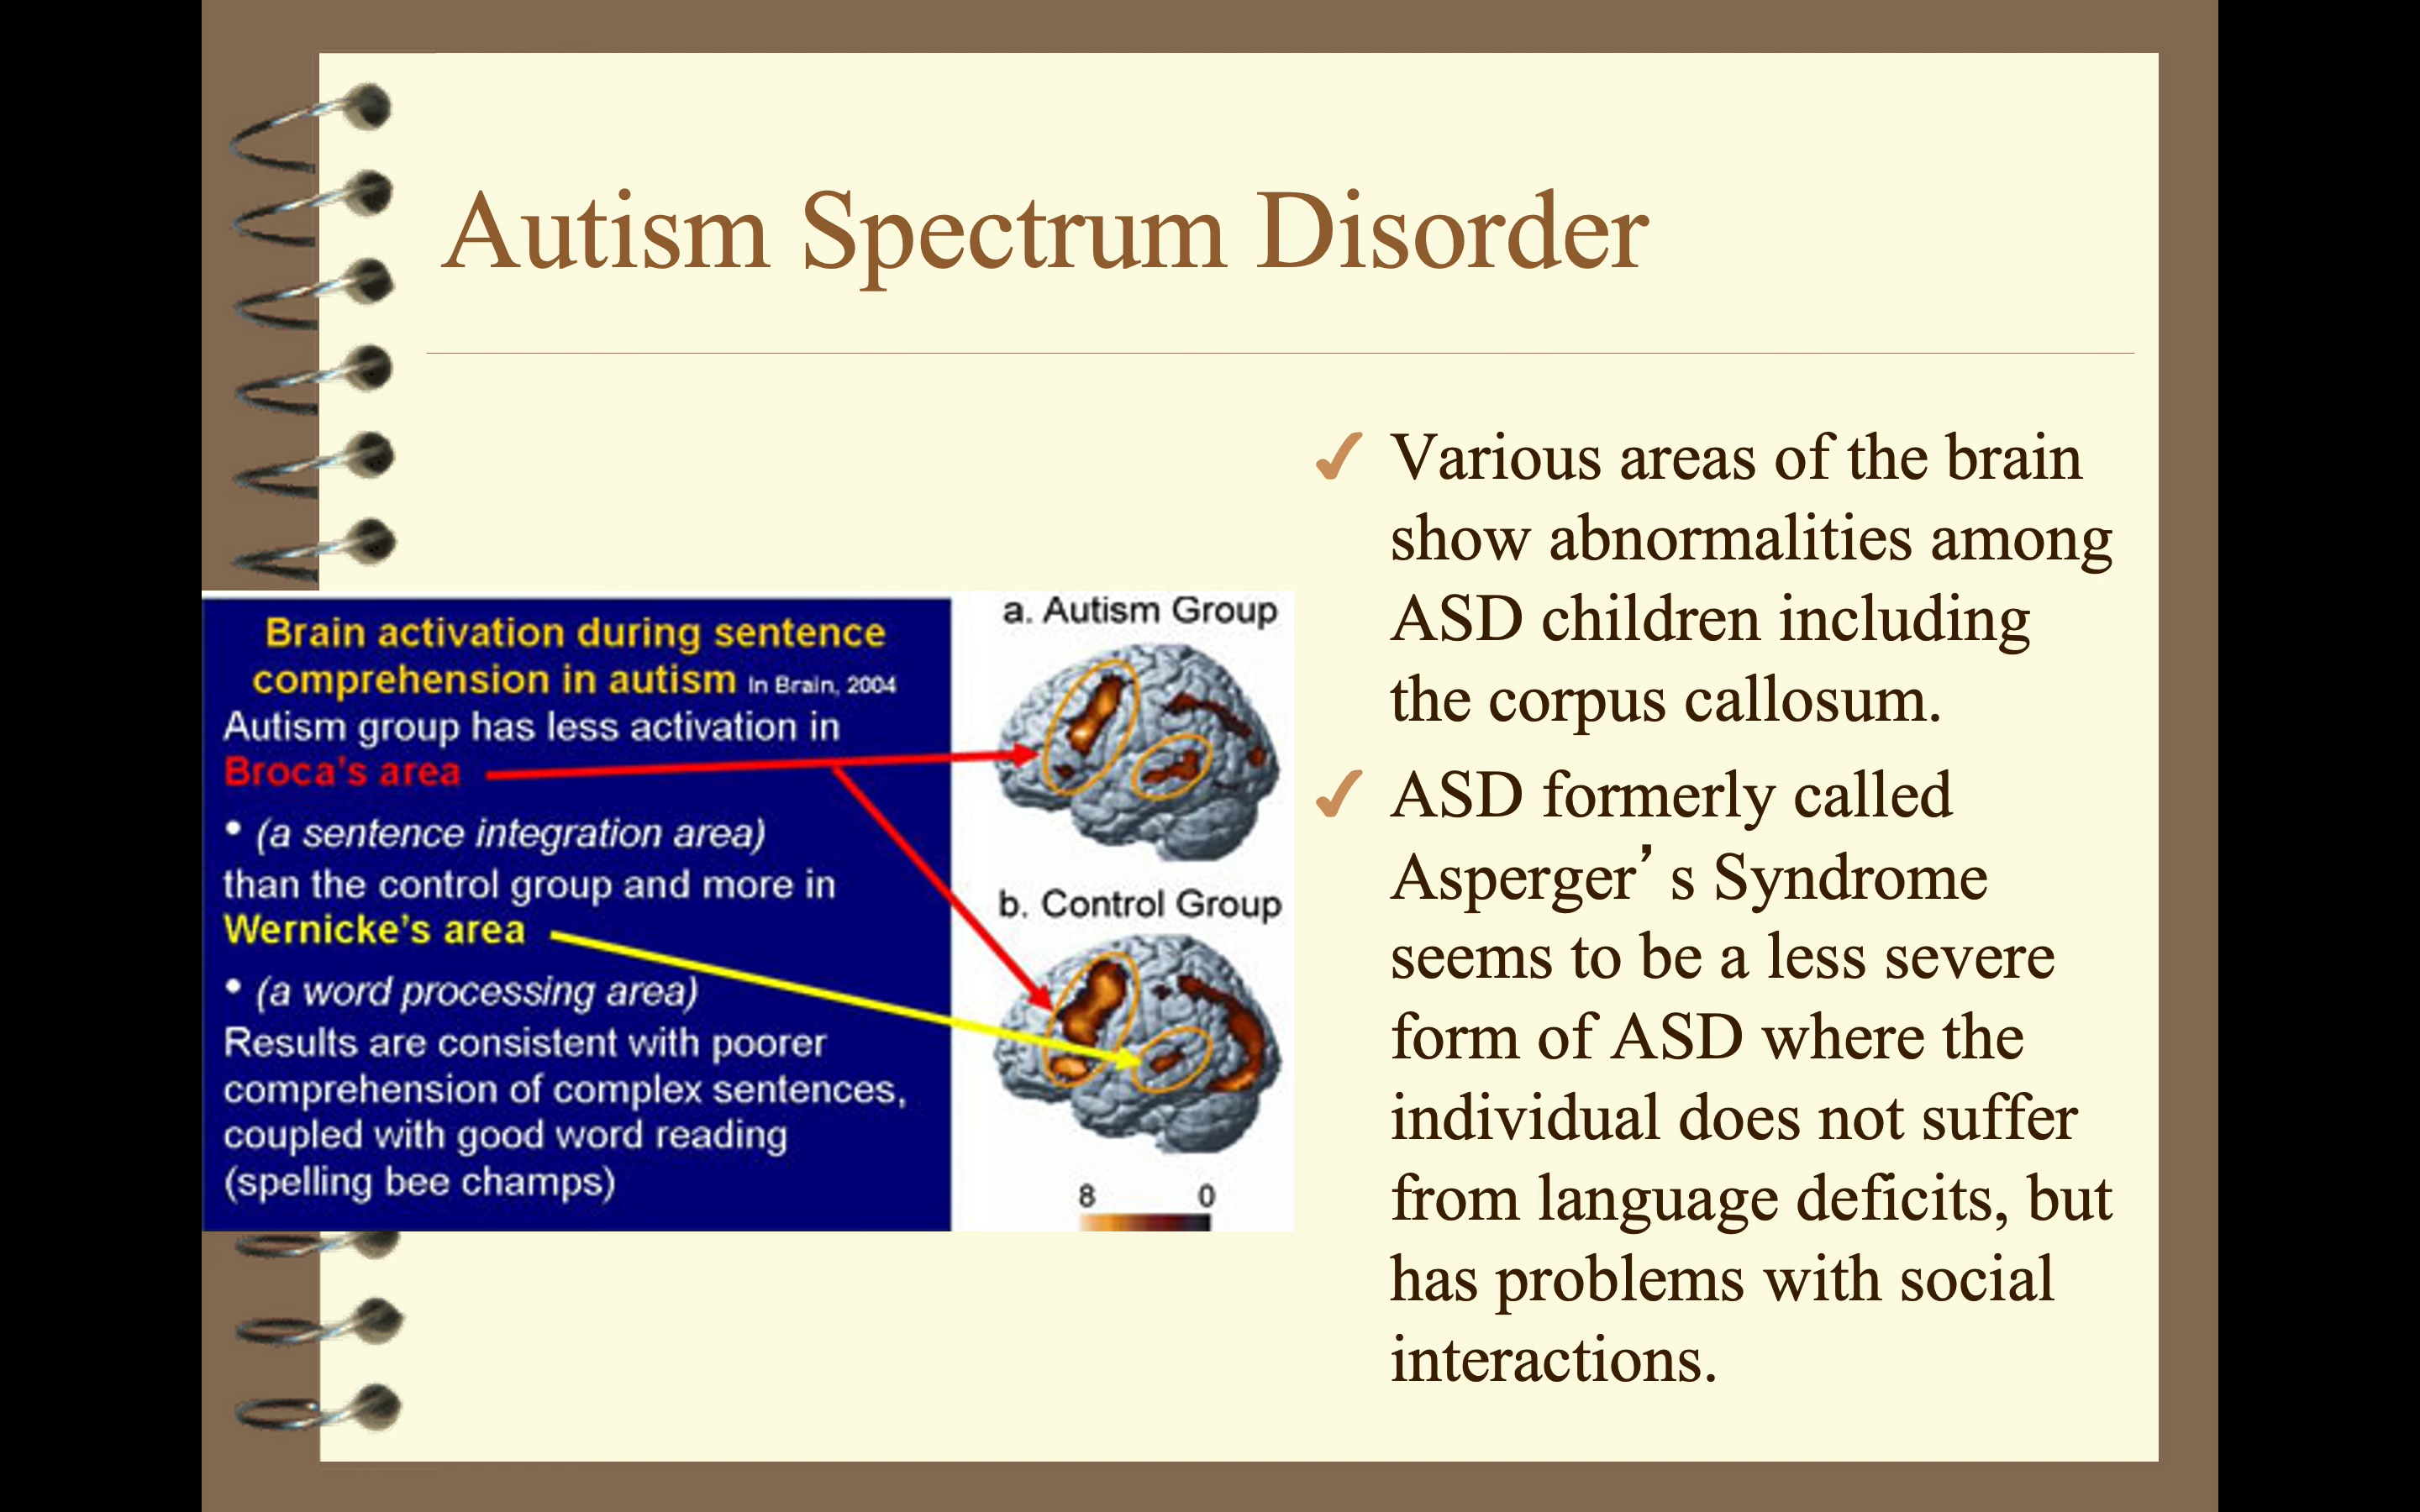 Autism Spectrum Disorder
Brain activation during sentence
comprehension in autism In Brain, 2004
Autism group has less activation in
Broca's area
• (a sentence integration area)
than the control group and more in
Wernicke's area
• (a word processing area)
Results are consistent with poorer
comprehension of complex sentences,
coupled with good word reading
(spelling bee champs)
a. Autism Group
b. Control Group
8 0
✓ Various areas of the brain
show abnormalities among
ASD children including
the corpus callosum.
✓ ASD formerly called
Asperger’s Syndrome
seems to be a less severe
form of ASD where the
individual does not suffer
from language deficits, but
has problems with social
interactions.